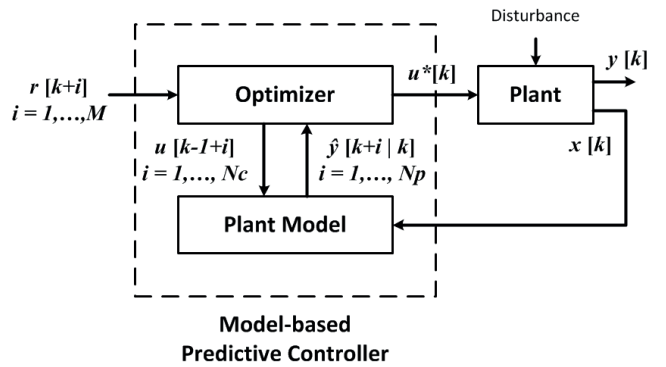 Disturbance
r [k+i]
i = 1,...,M
Optimizer
u*[k]
Plant
y [k]
x [k]
u [k-1+i]
i = 1,..., Nc
ŷ [k+i | k]
i = 1,..., Np
Plant Model
Model-based
Predictive Controller